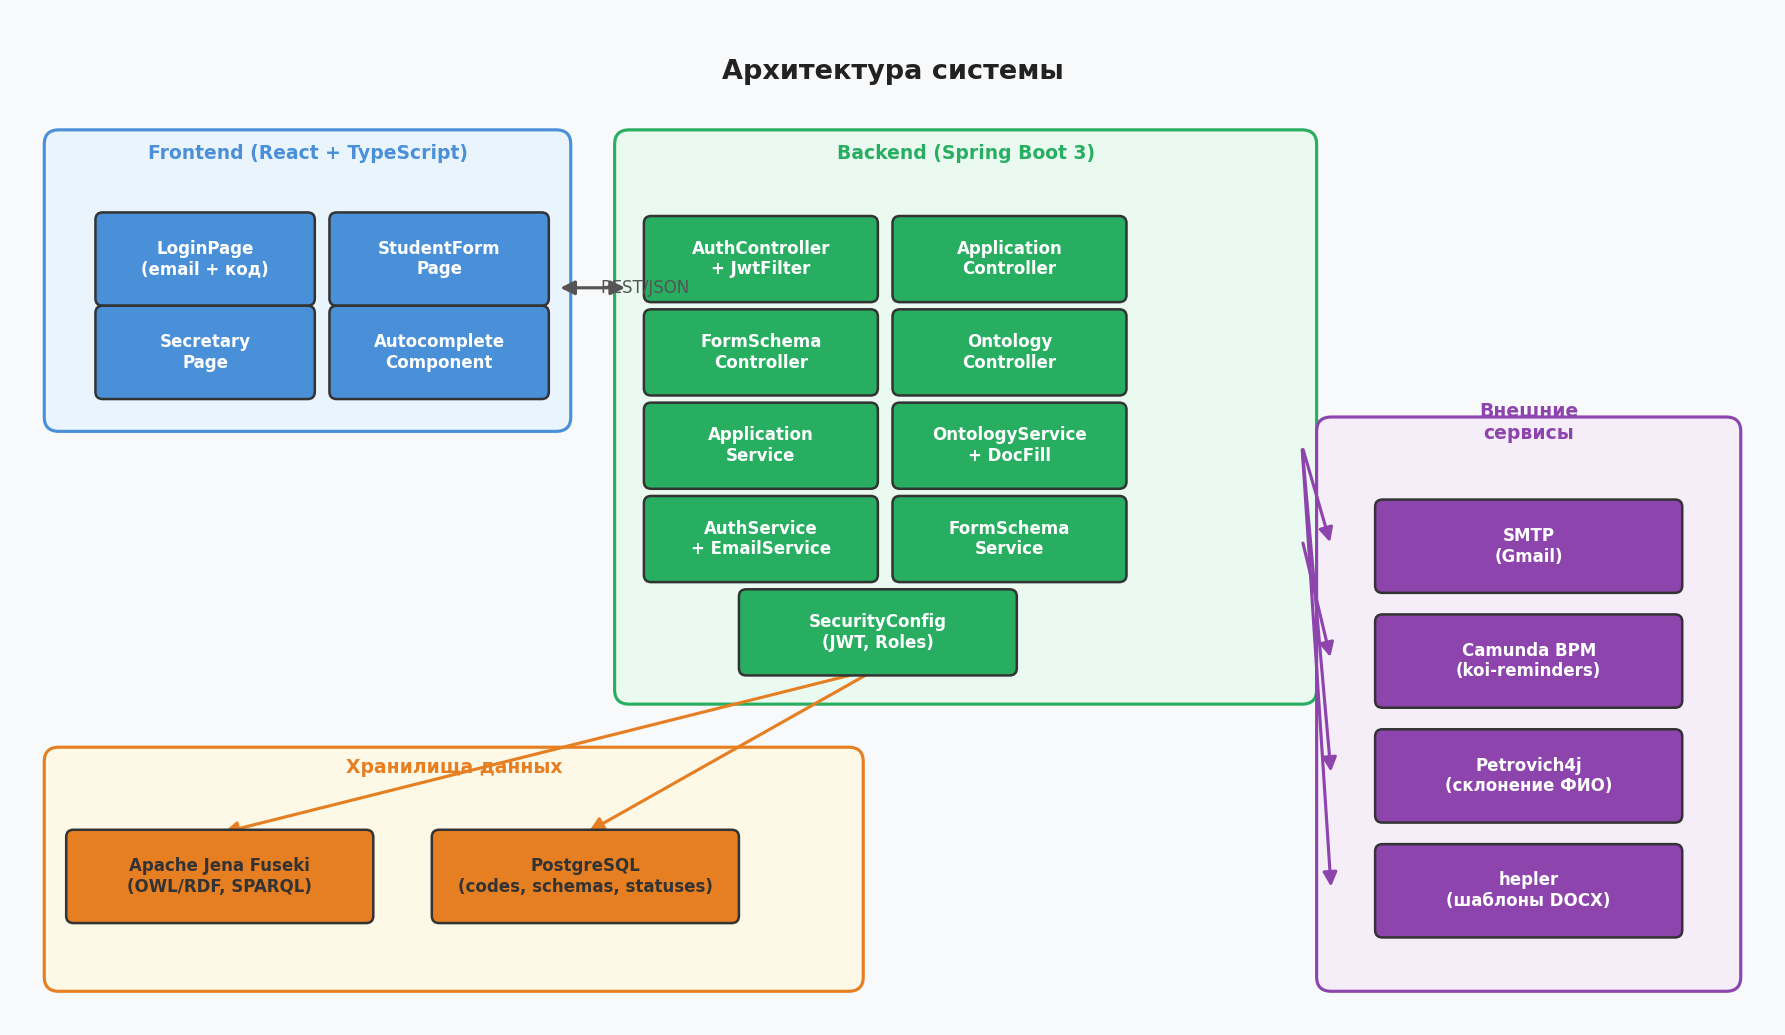 Архитектура системы
Frontend (React + TypeScript)
LoginPage
(email + код)
StudentForm
Page
Secretary
Page
Autocomplete
Component
REST/JSON
Backend (Spring Boot 3)
AuthController
+ JwtFilter
Application
Controller
FormSchema
Controller
Ontology
Controller
Application
Service
OntologyService
+ DocFill
AuthService
+ EmailService
FormSchema
Service
SecurityConfig
(JWT, Roles)
Внешние
сервисы
SMTP
(Gmail)
Camunda BPM
(koi-reminders)
Petrovich4j
(склонение ФИО)
hepler
(шаблоны DOCX)
Хранилища данных
Apache Jena Fuseki
(OWL/RDF, SPARQL)
PostgreSQL
(codes, schemas, statuses)